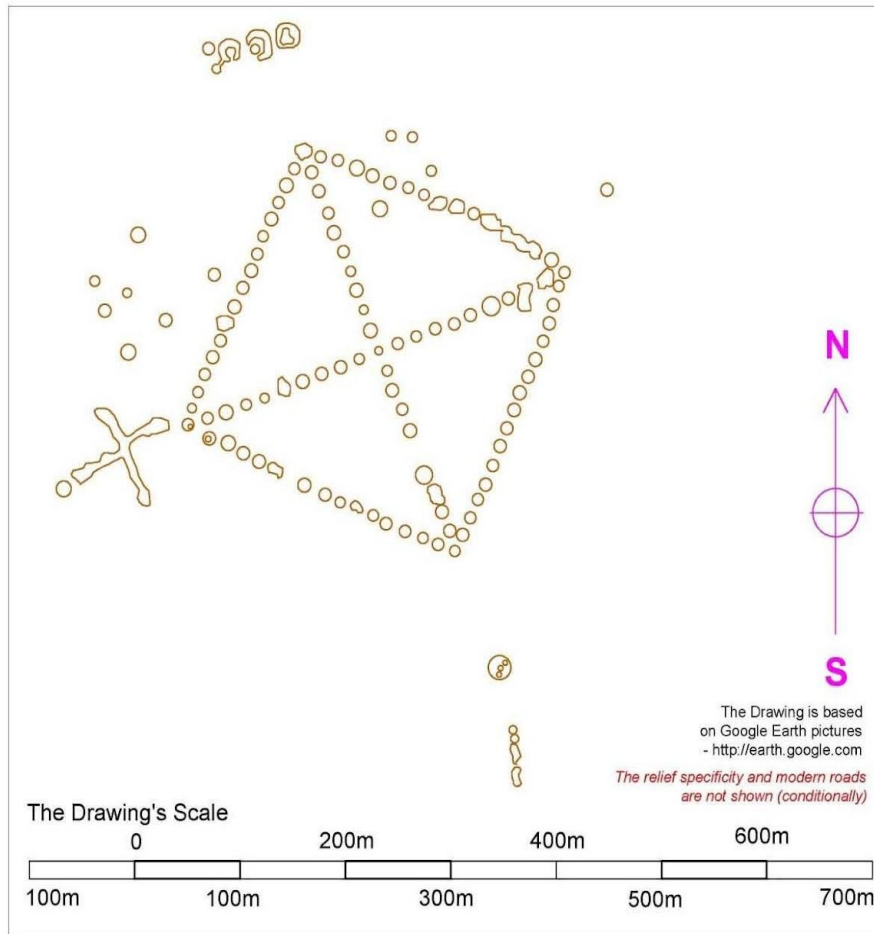 N
S
The Drawing is based
on Google Earth pictures
- http://earth.google.com
The relief specificity and modern roads
are not shown (conditionally)
The Drawing's Scale
0 200m 400m 600m
100m 100m 300m 500m 700m